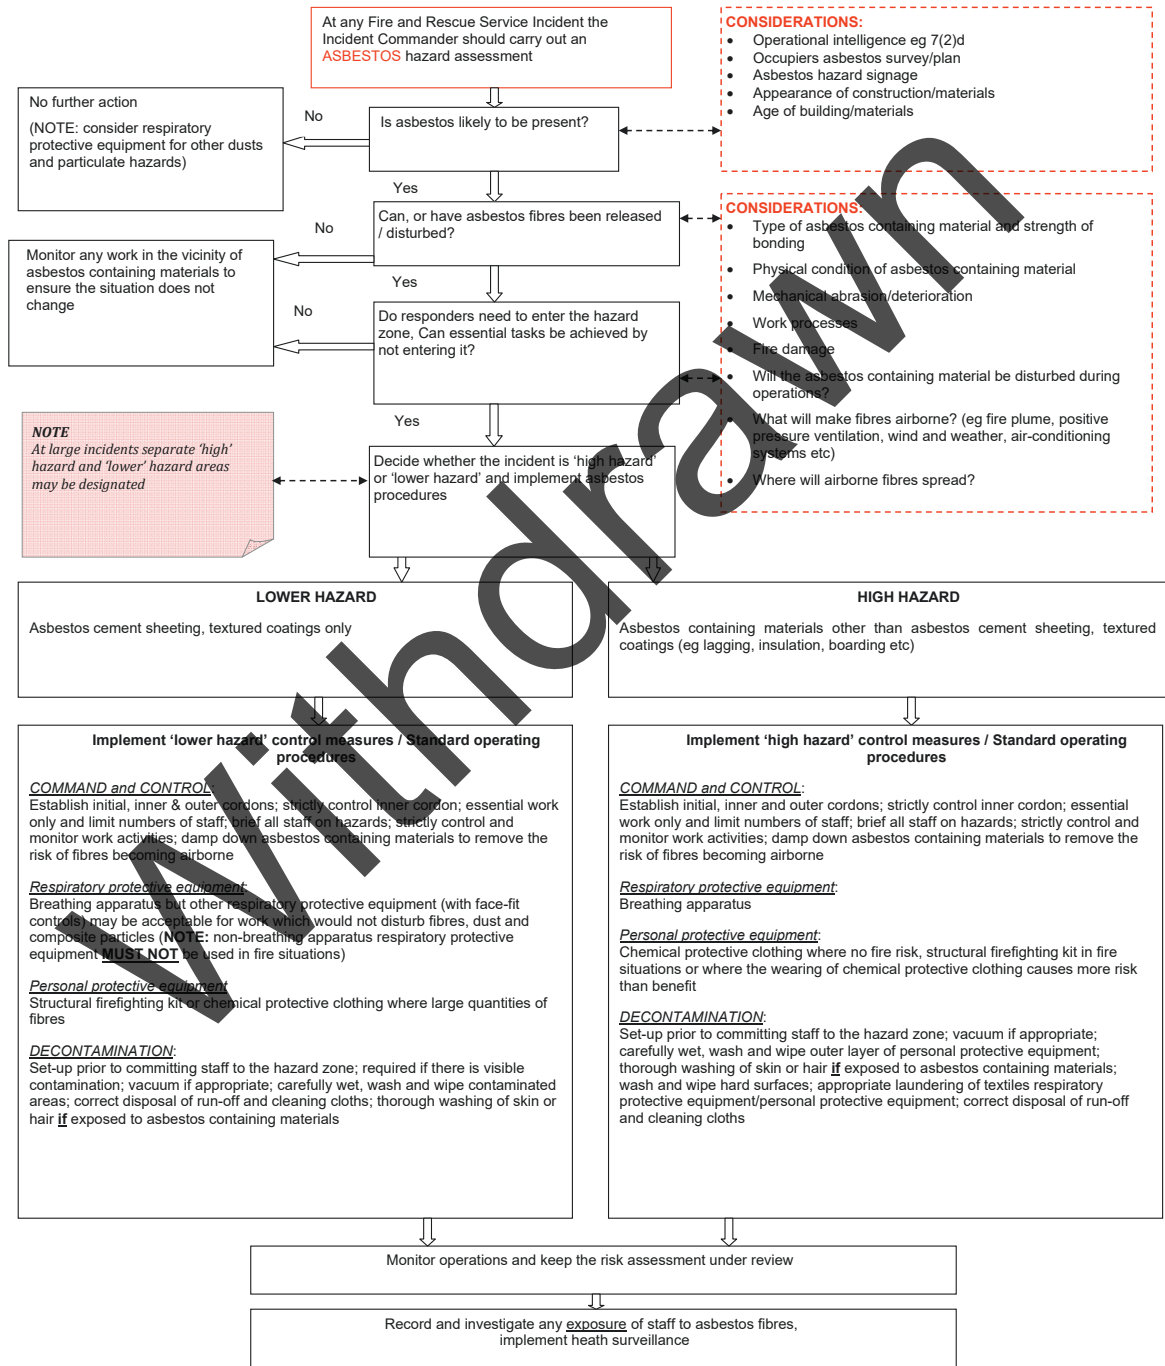 At any Fire and Rescue Service Incident the
Incident Commander should carry out an
ASBESTOS hazard assessment
CONSIDERATIONS:
• Operational intelligence eg 7(2)d
• Occupiers asbestos survey/plan
• Asbestos hazard signage
• Appearance of construction/materials
• Age of building/materials
No further action
(NOTE: consider respiratory
protective equipment for other dusts
and particulate hazards)
No
Is asbestos likely to be present?
Yes
Can, or have asbestos fibres been released
/ disturbed?
No
CONSIDERATIONS:
• Type of asbestos containing material and strength of
bonding
• Physical condition of asbestos containing material
• Mechanical abrasion/deterioration
• Work processes
• Fire damage
• Will the asbestos containing material be disturbed during
operations?
• What will make fibres airborne? (eg fire plume, positive
pressure ventilation, wind and weather, air-conditioning
systems etc)
• Where will airborne fibres spread?
Monitor any work in the vicinity of
asbestos containing materials to
ensure the situation does not
change
Yes
No
Do responders need to enter the hazard
zone, Can essential tasks be achieved by
not entering it?
Yes
NOTE
At large incidents separate ‘high’
hazard and ‘lower’ hazard areas
may be designated
Decide whether the incident is ‘high hazard’
or ‘lower hazard’ and implement asbestos
procedures
LOWER HAZARD
Asbestos cement sheeting, textured coatings only
HIGH HAZARD
Asbestos containing materials other than asbestos cement sheeting, textured
coatings (eg lagging, insulation, boarding etc)
Implement ‘lower hazard’ control measures / Standard operating
procedures
COMMAND and CONTROL:
Establish initial, inner & outer cordons; strictly control inner cordon; essential work
only and limit numbers of staff; brief all staff on hazards; strictly control and
monitor work activities; damp down asbestos containing materials to remove the
risk of fibres becoming airborne
Respiratory protective equipment:
Breathing apparatus but other respiratory protective equipment (with face-fit
controls) may be acceptable for work which would not disturb fibres, dust and
composite particles (NOTE: non-breathing apparatus respiratory protective
equipment MUST NOT be used in fire situations)
Personal protective equipment
Structural firefighting kit or chemical protective clothing where large quantities of
fibres
DECONTAMINATION:
Set-up prior to committing staff to the hazard zone; required if there is visible
contamination; vacuum if appropriate; carefully wet, wash and wipe contaminated
areas; correct disposal of run-off and cleaning cloths; thorough washing of skin or
hair if exposed to asbestos containing materials
Implement ‘high hazard’ control measures / Standard operating
procedures
COMMAND and CONTROL:
Establish initial, inner and outer cordons; strictly control inner cordon; essential
work only and limit numbers of staff; brief all staff on hazards; strictly control and
monitor work activities; damp down asbestos containing materials to remove the
risk of fibres becoming airborne
Respiratory protective equipment:
Breathing apparatus
Personal protective equipment:
Chemical protective clothing where no fire risk, structural firefighting kit in fire
situations or where the wearing of chemical protective clothing causes more risk
than benefit
DECONTAMINATION:
Set-up prior to committing staff to the hazard zone; vacuum if appropriate;
carefully wet, wash and wipe outer layer of personal protective equipment;
thorough washing of skin or hair if exposed to asbestos containing materials;
wash and wipe hard surfaces; appropriate laundering of textiles respiratory
protective equipment/personal protective equipment; correct disposal of run-off
and cleaning cloths
Monitor operations and keep the risk assessment under review
Record and investigate any exposure of staff to asbestos fibres,
implement heath surveillance
Withdrawn